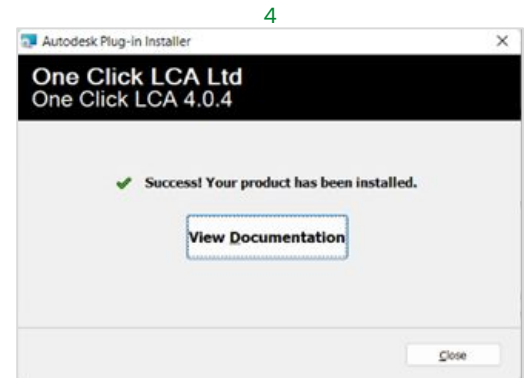 4
Autodesk Plug-in Installer
One Click LCA Ltd
One Click LCA 4.0.4
Success! Your product has been installed.
View Documentation
Close